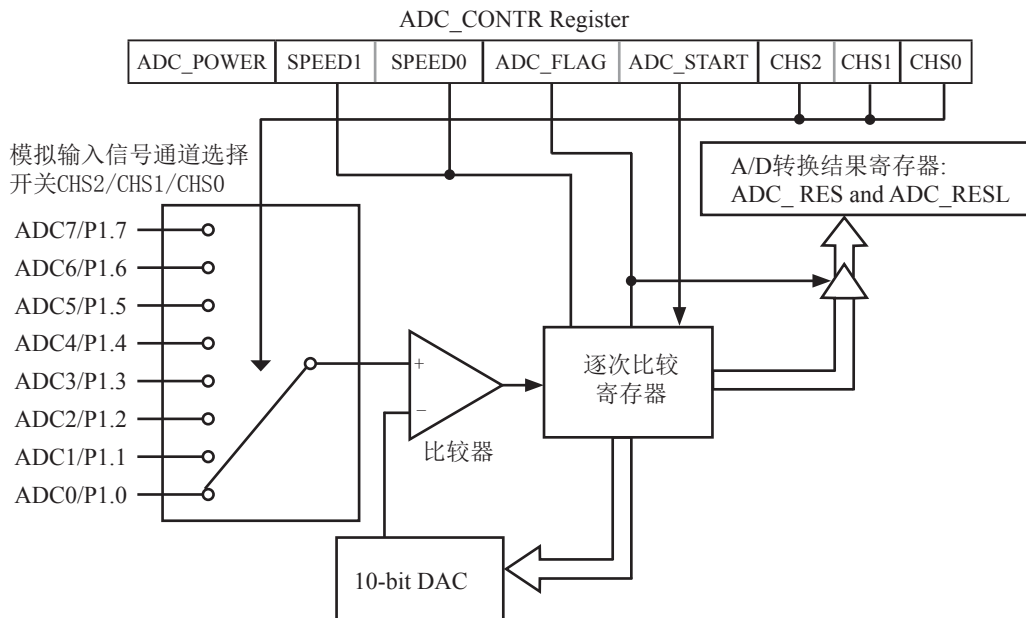 ADC_CONTR Register
ADC_POWER SPEED1 SPEED0 ADC_FLAG ADC_START CHS2 CHS1 CHS0
模拟输入信号通道选择
开关CHS2/CHS1/CHS0
A/D转换结果寄存器:
ADC_ RES and ADC_RESL
ADC7/P1.7
ADC6/P1.6
ADC5/P1.5
ADC4/P1.4
ADC3/P1.3
ADC2/P1.2
ADC1/P1.1
ADC0/P1.0
+
−
比较器
逐次比较
寄存器
10-bit DAC